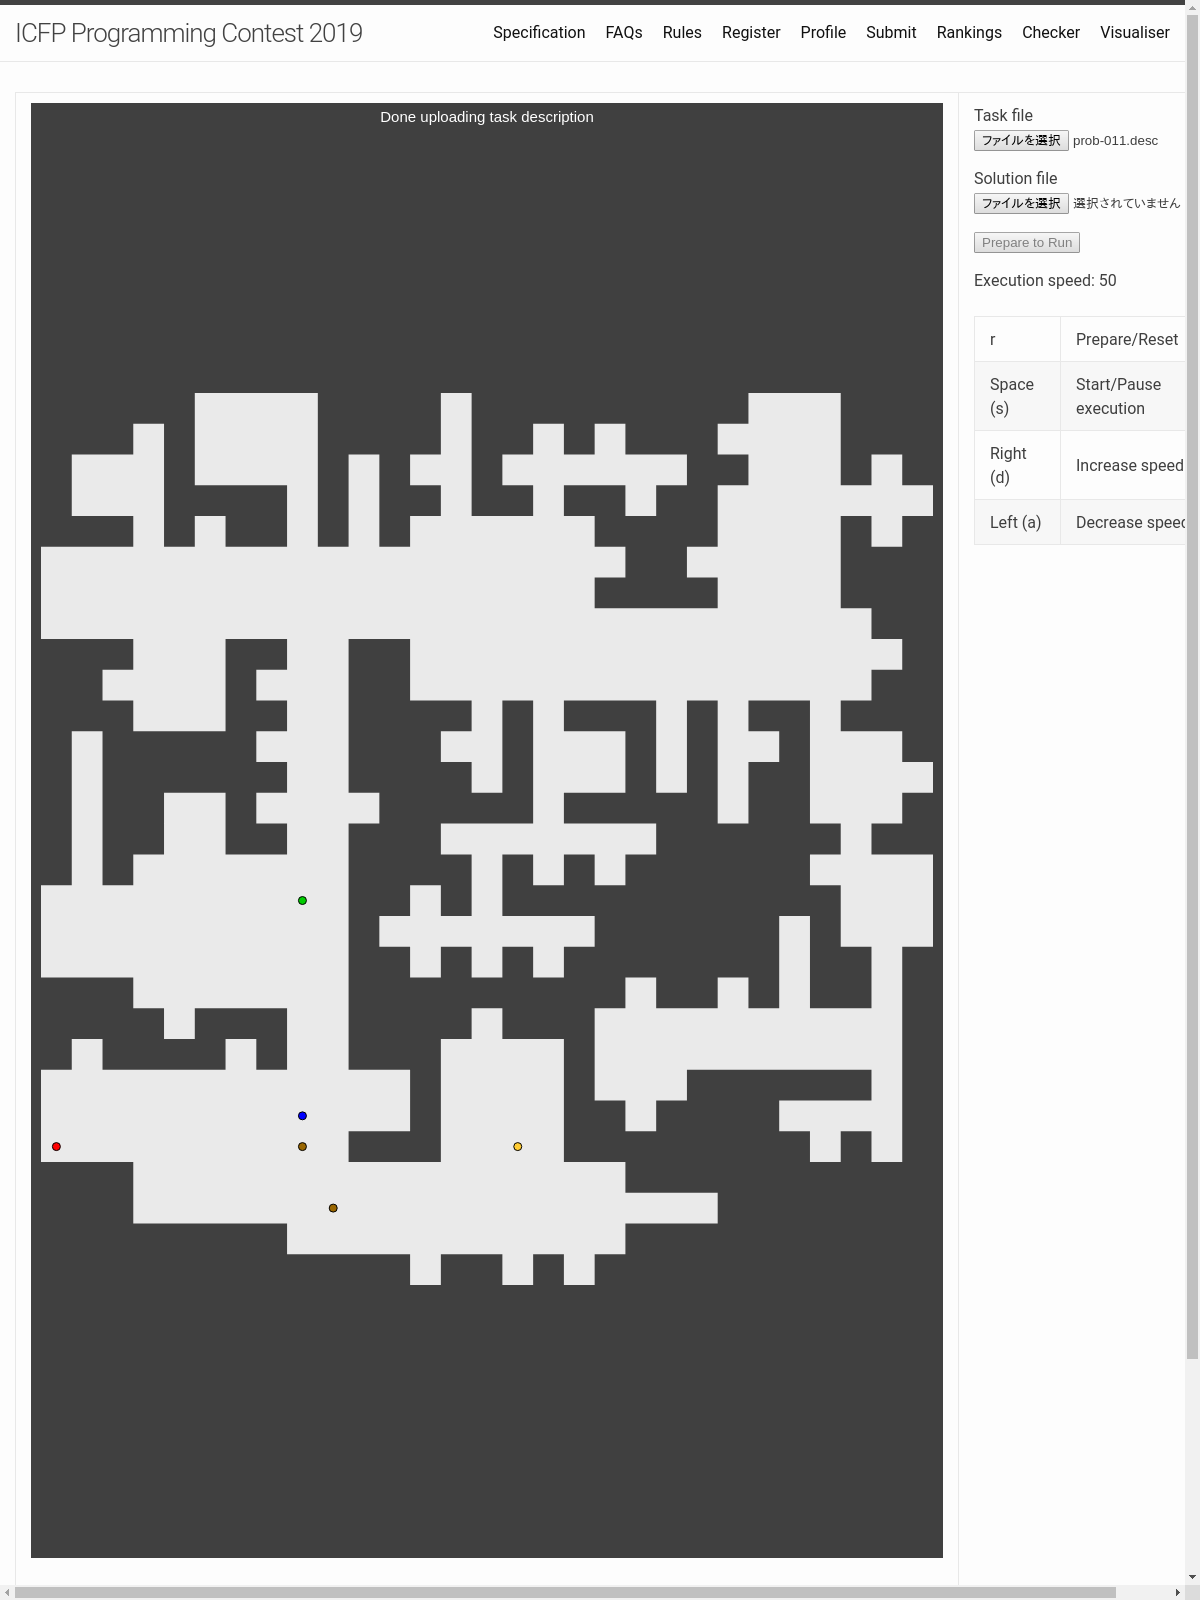 ICFP Programming Contest 2019
Specification FAQs Rules Register Profile Submit Rankings Checker Visualiser
Done uploading task description
Task file
ファイルを選択 prob-011.desc
Solution file
ファイルを選択 選択されていません
Prepare to Run
Execution speed: 50
r Prepare/Reset
Space (s) Start/Pause execution
Right (d) Increase speed
Left (a) Decrease speed